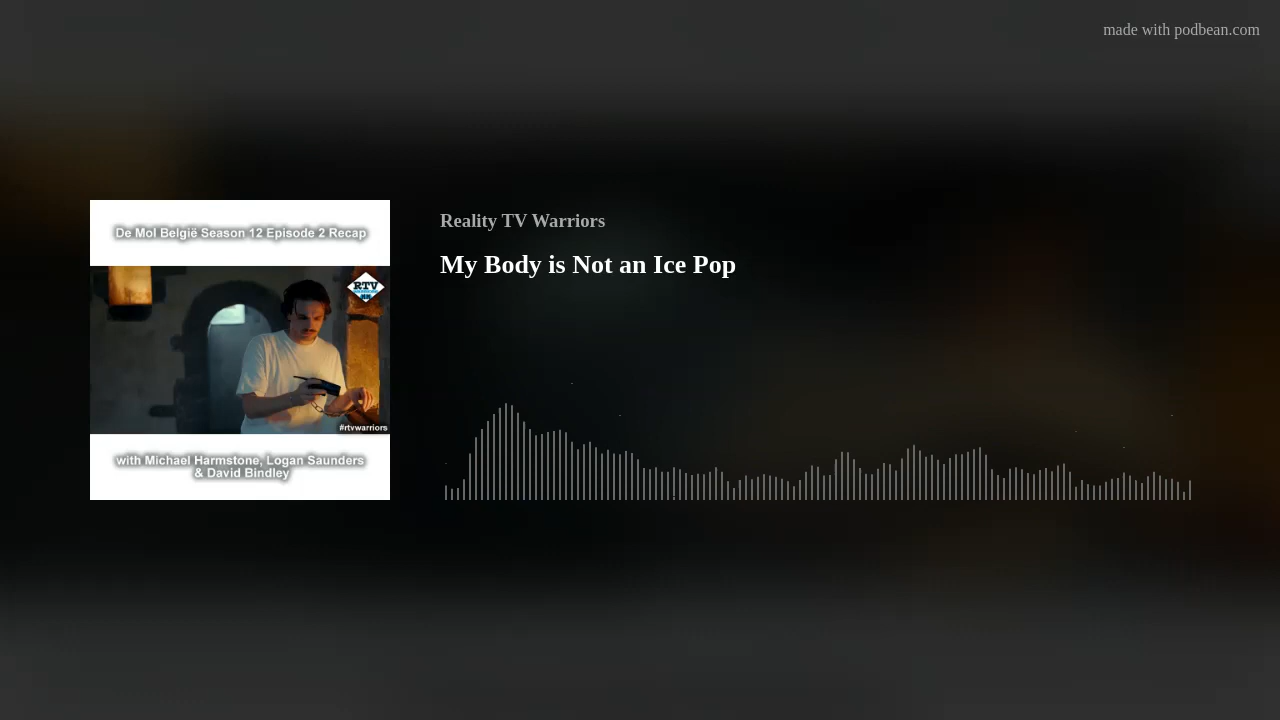 made with podbean.com
De Mol België Season 12 Episode 2 Recap
RTV
#rtvwarriors
with Michael Harmstone, Logan Saunders
& David Bindley
Reality TV Warriors
My Body is Not an Ice Pop